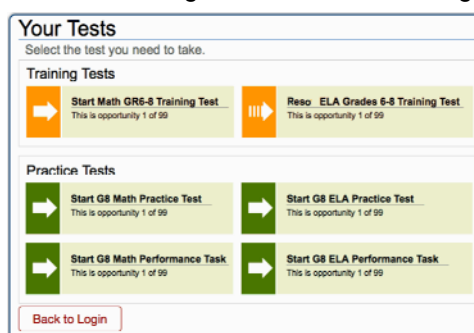 Your Tests
Select the test you need to take.
Training Tests
Start Math GR6-8 Training Test
This is opportunity 1 of 99
Reso ELA Grades 6-8 Training Test
This is opportunity 1 of 99
Practice Tests
Start G8 Math Practice Test
This is opportunity 1 of 99
Start G8 ELA Practice Test
This is opportunity 1 of 99
Start G8 Math Performance Task
This is opportunity 1 of 99
Start G8 ELA Performance Task
This is opportunity 1 of 99
Back to Login